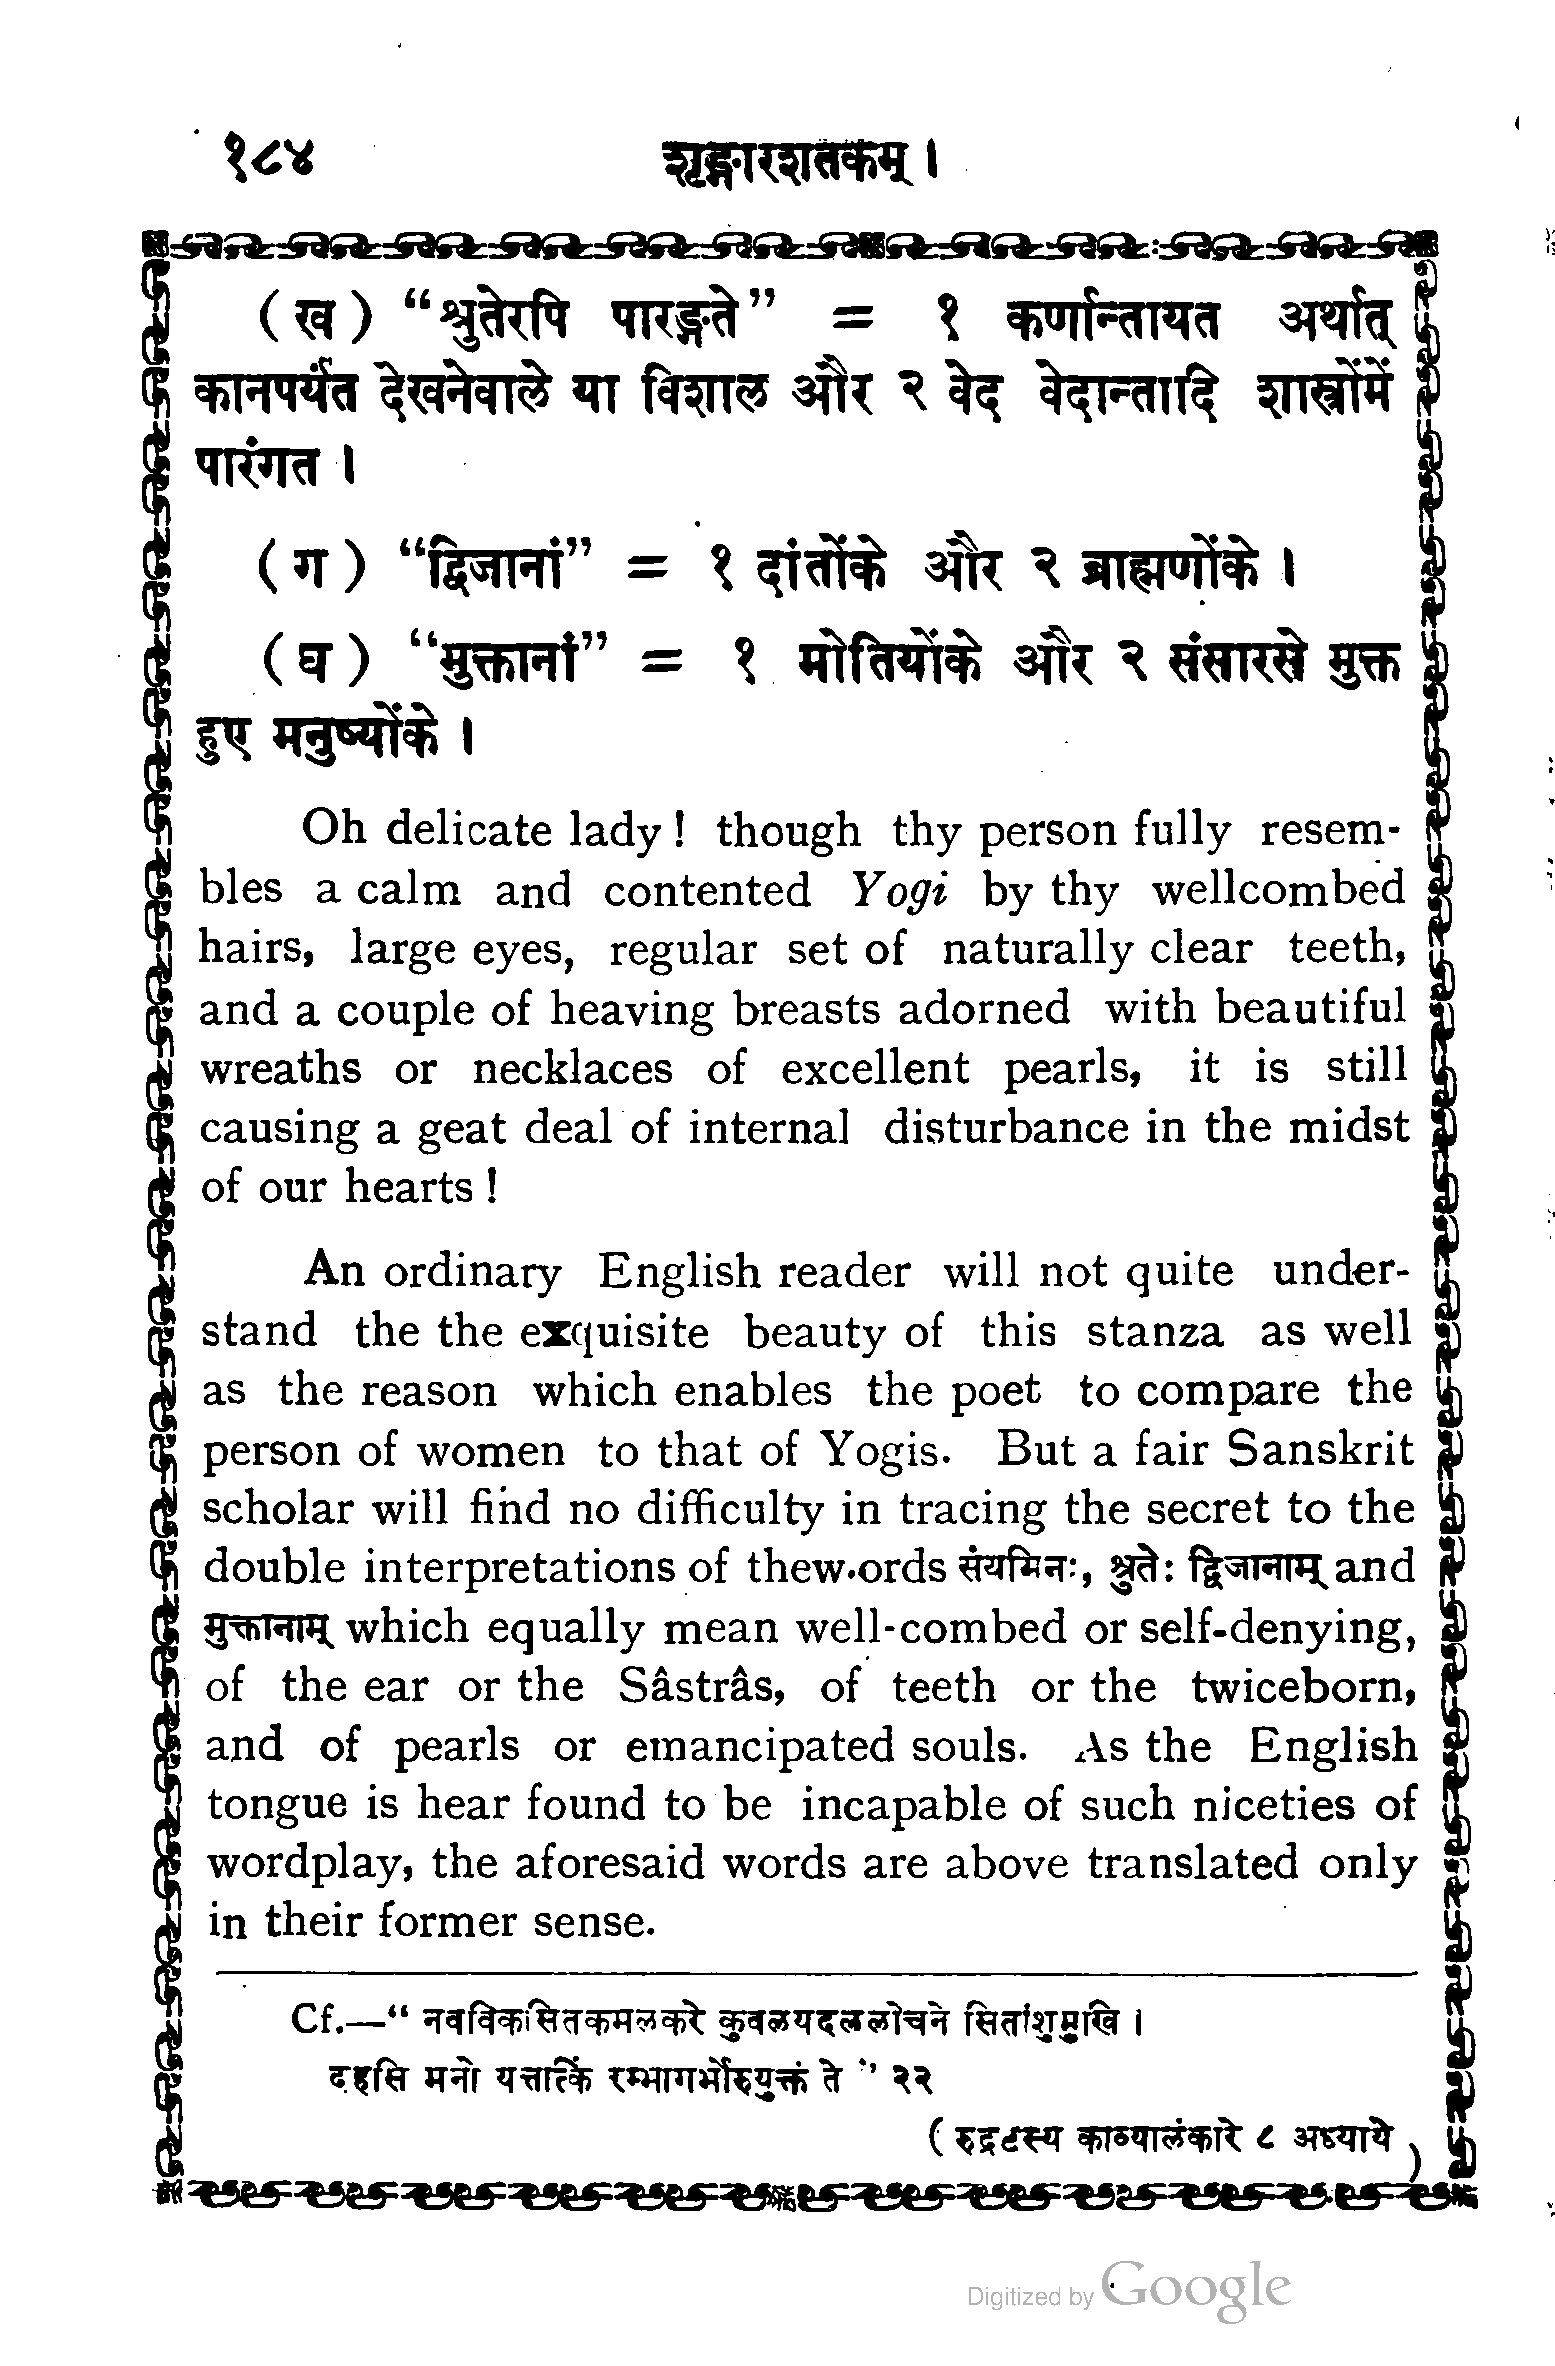 १८४ शृङ्गारशतकम् ।
( ख ) “श्रुतेरपि पारङ्गते” = १ कर्णान्तायत अर्थात्
कानपर्यंत देखनेवाले या विशाल और २ वेद वेदान्तादि शास्त्रोंमें
पारंगत ।
( ग ) “द्विजानां” = १ दांतोंके और २ ब्राह्मणोंके ।
( घ ) “मुक्तानां” = १ मोतियोंके और २ संसारसे मुक्त
हुए मनुष्योंके ।
Oh delicate lady ! though thy person fully resem-
bles a calm and contented Yogi by thy wellcombed
hairs, large eyes, regular set of naturally clear teeth,
and a couple of heaving breasts adorned with beautiful
wreaths or necklaces of excellent pearls, it is still
causing a geat deal of internal disturbance in the midst
of our hearts !
An ordinary English reader will not quite under-
stand the the exquisite beauty of this stanza as well
as the reason which enables the poet to compare the
person of women to that of Yogis. But a fair Sanskrit
scholar will find no difficulty in tracing the secret to the
double interpretations of thew.ords संयमिनः, श्रुतेः द्विजानाम् and
मुक्तानाम् which equally mean well-combed or self-denying,
of the ear or the Sâstrâs, of teeth or the twiceborn,
and of pearls or emancipated souls. As the English
tongue is hear found to be incapable of such niceties of
wordplay, the aforesaid words are above translated only
in their former sense.
Cf.—“ नवविकसितकमलकरे कुवलयदललोचने सितांशुमुखि ।
दहसि मनो यत्तात्किं रम्भागर्भोरुयुक्तं ते ” २२
( रुद्रटस्य काव्यालंकारे ८ अध्याये )
Digitized by Google